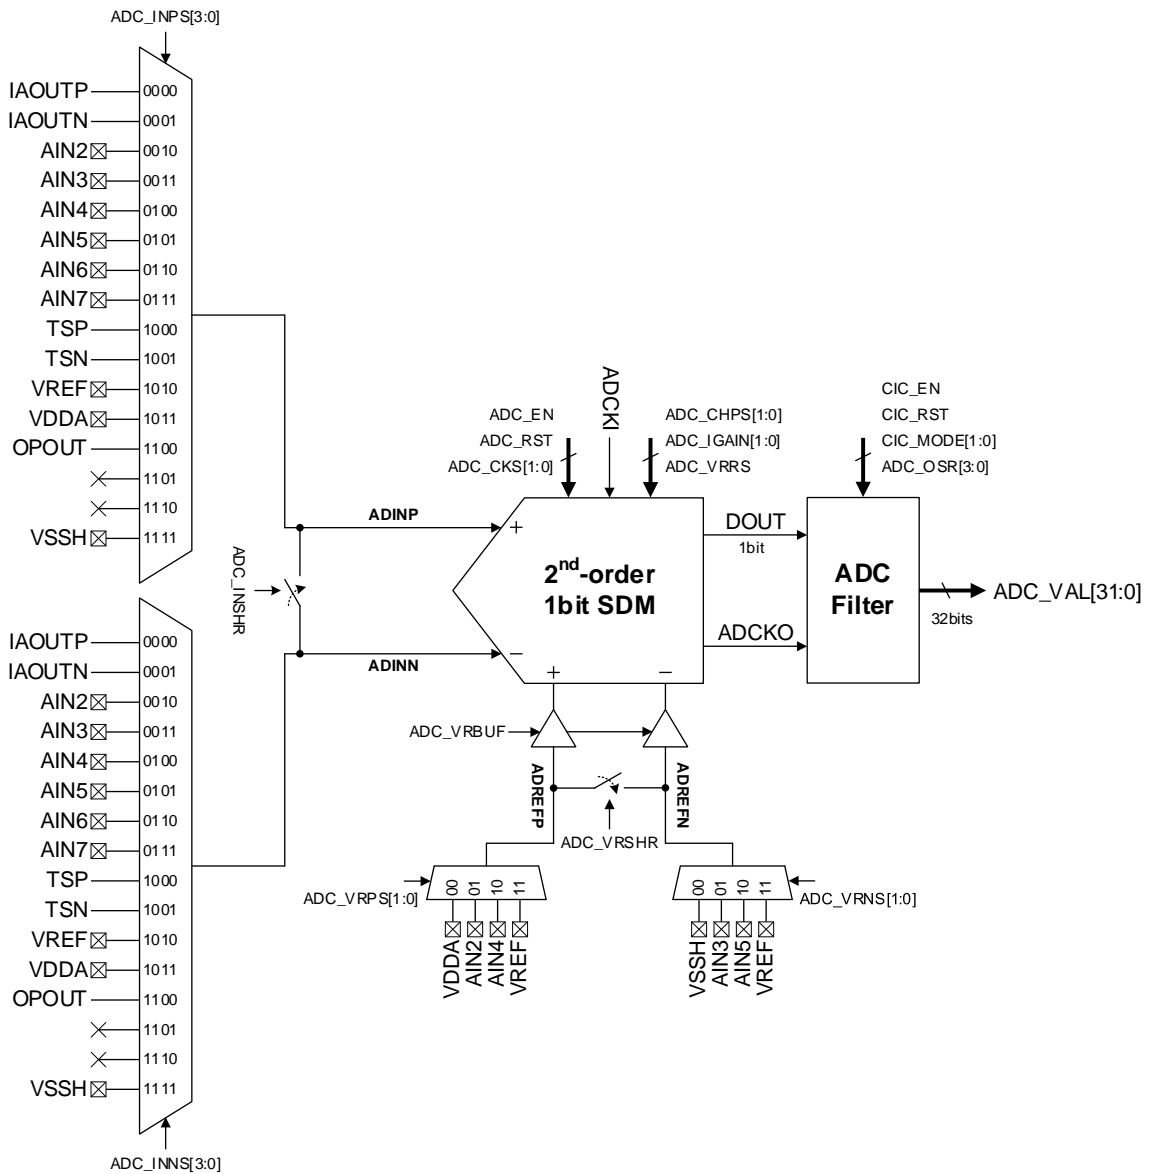 ADC_INPS[3:0]
IAOUTP 0000
IAOUTN 0001
AIN2 0010
AIN3 0011
AIN4 0100
AIN5 0101
AIN6 0110
AIN7 0111
TSP 1000
TSN 1001
VREF 1010
VDDA 1011
OPOUT 1100
1101
1110
VSSH 1111
ADC_INSHR
ADINP
ADINN
IAOUTP 0000
IAOUTN 0001
AIN2 0010
AIN3 0011
AIN4 0100
AIN5 0101
AIN6 0110
AIN7 0111
TSP 1000
TSN 1001
VREF 1010
VDDA 1011
OPOUT 1100
1101
1110
VSSH 1111
ADC_INNS[3:0]
ADC_EN
ADC_RST
ADC_CKS[1:0]
ADCKI
ADC_CHPS[1:0]
ADC_IGAIN[1:0]
ADC_VRRS
CIC_EN
CIC_RST
CIC_MODE[1:0]
ADC_OSR[3:0]
+
−
2nd-order
1bit SDM
+ −
DOUT
1bit
ADCKO
ADC
Filter
32bits
ADC_VAL[31:0]
ADC_VRBUF
ADREFP
ADREFN
ADC_VRSHR
ADC_VRPS[1:0]
00 01 10 11
VDDA AIN2 AIN4 VREF
ADC_VRNS[1:0]
00 01 10 11
VSSH AIN3 AIN5 VREF